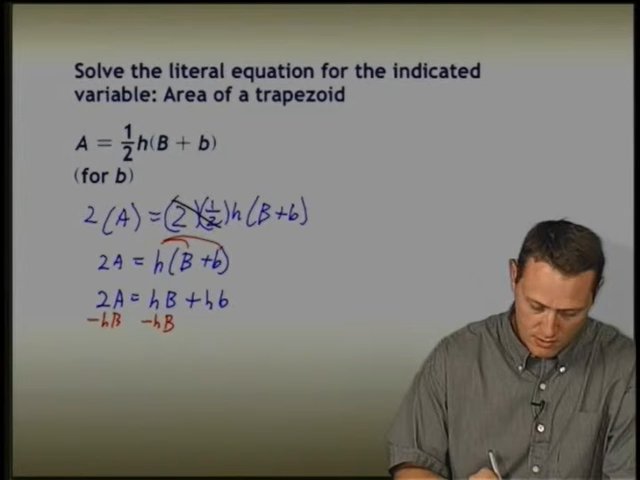 Solve the literal equation for the indicated
variable: Area of a trapezoid
A = 1/2 h(B + b)
(for b)
2(A) = (2)(1/2)h(B+b)
2A = h(B+b)
2A = hB + hb
-hB -hB